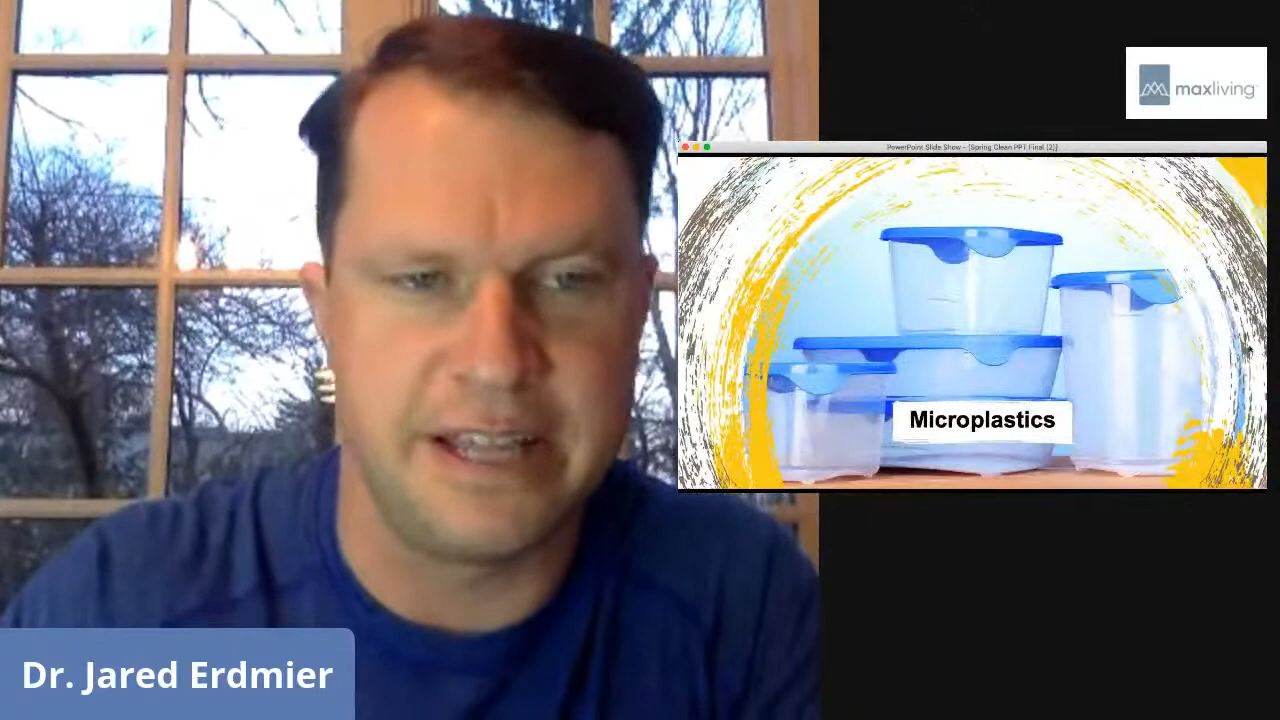 maxliving
PowerPoint Slide Show - [Spring Clean PPT Final (2)]
Microplastics
Dr. Jared Erdmier